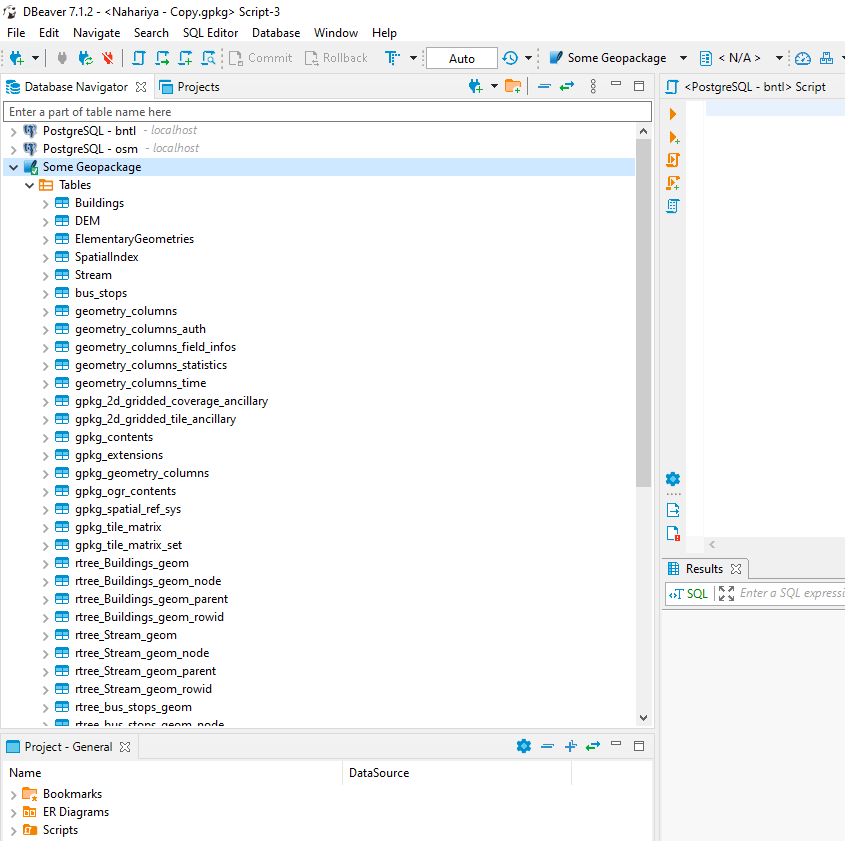 DBeaver 7.1.2 - <Nahariya - Copy.gpkg> Script-3
File Edit Navigate Search SQL Editor Database Window Help
Commit Rollback Auto Some Geopackage < N/A >
Database Navigator Projects <PostgreSQL - bntl> Script
Enter a part of table name here
PostgreSQL - bntl - localhost
PostgreSQL - osm - localhost
Some Geopackage
Tables
Buildings
DEM
ElementaryGeometries
SpatialIndex
Stream
bus_stops
geometry_columns
geometry_columns_auth
geometry_columns_field_infos
geometry_columns_statistics
geometry_columns_time
gpkg_2d_gridded_coverage_ancillary
gpkg_2d_gridded_tile_ancillary
gpkg_contents
gpkg_extensions
gpkg_geometry_columns
gpkg_ogr_contents
gpkg_spatial_ref_sys
gpkg_tile_matrix
gpkg_tile_matrix_set
rtree_Buildings_geom
rtree_Buildings_geom_node
rtree_Buildings_geom_parent
rtree_Buildings_geom_rowid
rtree_Stream_geom
rtree_Stream_geom_node
rtree_Stream_geom_parent
rtree_Stream_geom_rowid
rtree_bus_stops_geom
rtree_bus_stops_geom_node
Results
SQL Enter a SQL expressi
Project - General
Name DataSource
Bookmarks
ER Diagrams
Scripts